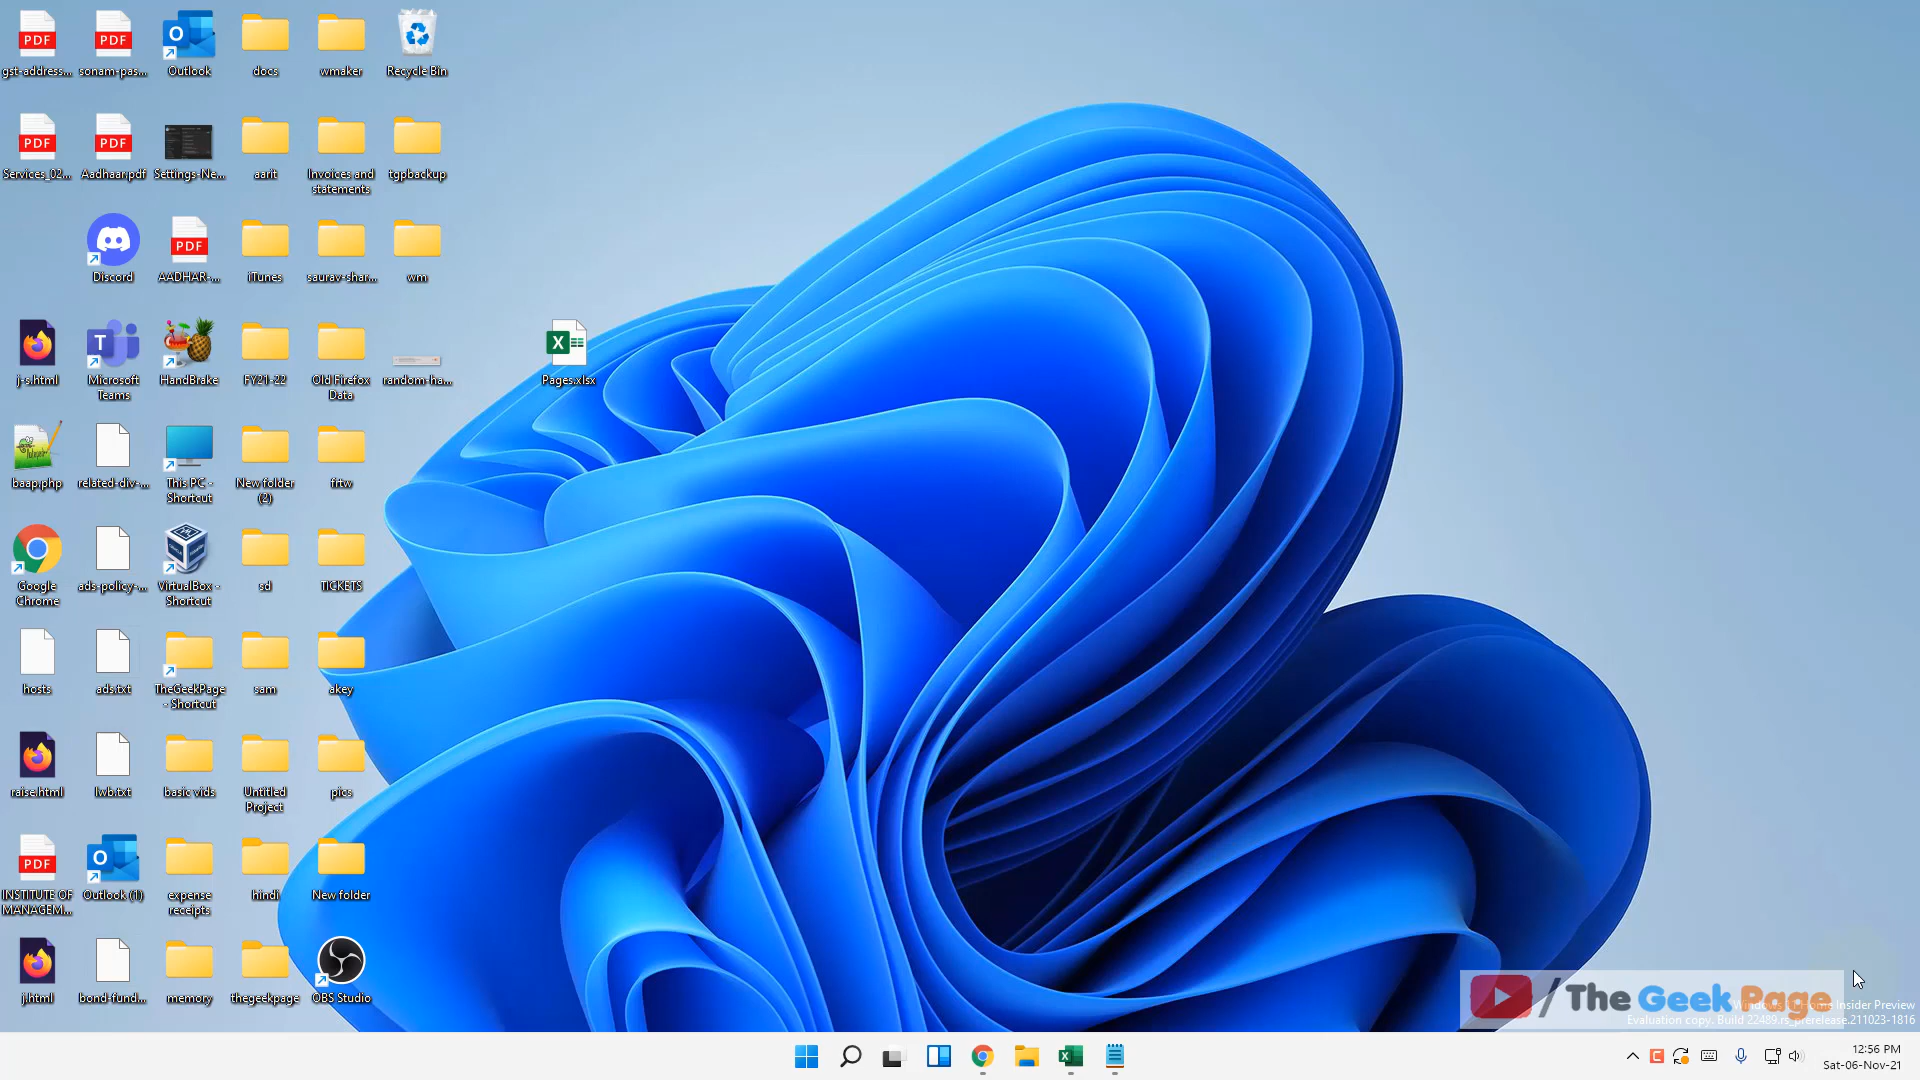 gst-address...
sonam-pas...
Outlook
docs
wmaker
Recycle Bin
Services_02...
Aadhaar.pdf
Settings-Ne...
aarit
Invoices and
statements
tgpbackup
Discord
AADHAR-...
iTunes
saurav-shar...
wm
j-s.html
Microsoft
Teams
HandBrake
FY21-22
Old Firefox
Data
random-ha...
Pages.xlsx
baap.php
related-div-...
This PC -
Shortcut
New folder
(2)
frtw
Google
Chrome
ads-policy-...
VirtualBox -
Shortcut
sd
TICKETS
hosts
ads.txt
TheGeekPage
- Shortcut
sam
akey
raise.html
lwb.txt
basic vids
Untitled
Project
pics
INSTITUTE OF
MANAGEM...
Outlook (1)
expense
receipts
hindi
New folder
j.html
bond-fund...
memory
thegeekpage
OBS Studio
/ The Geek Page
Windows 11 Home Insider Preview
Evaluation copy. Build 22489.rs_prerelease.211023-1816
12:56 PM
Sat-06-Nov-21